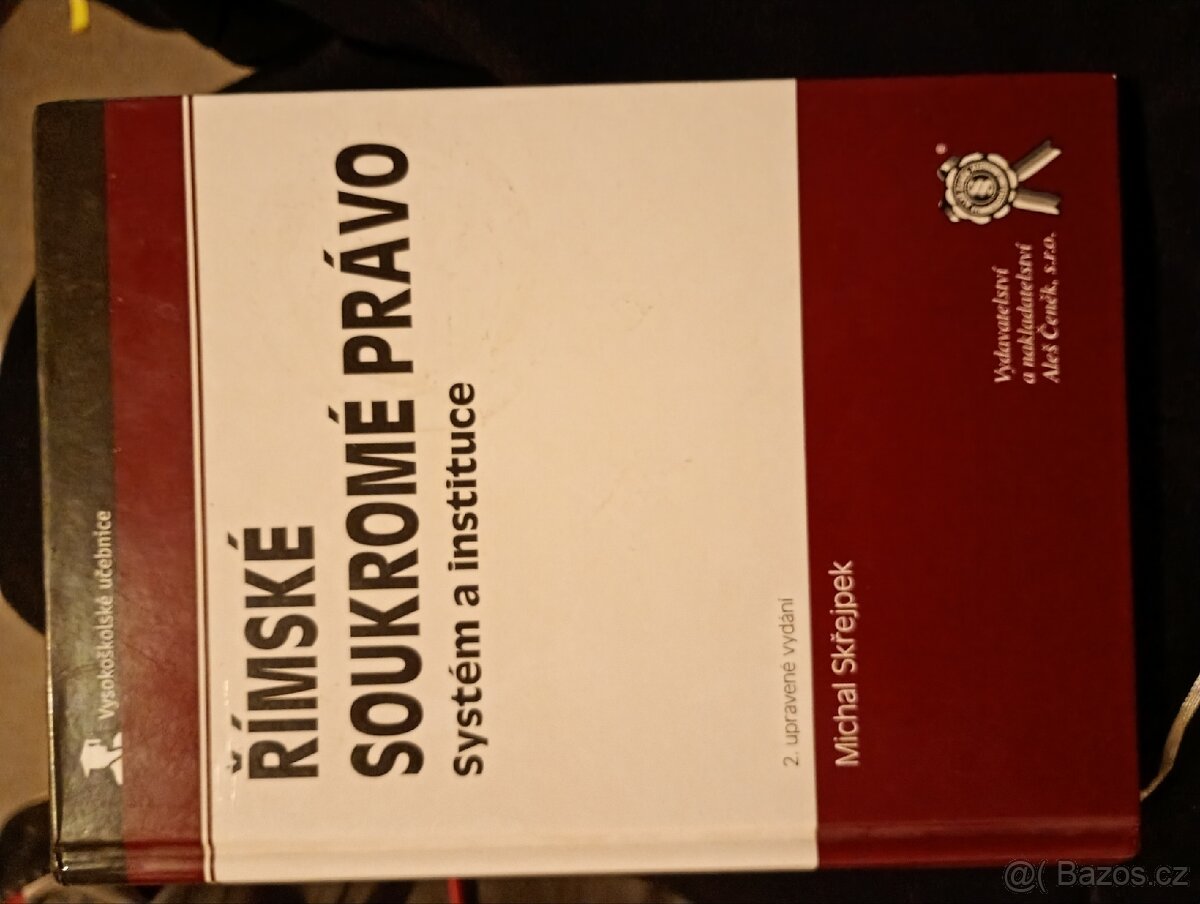 Vysokoškolské učebnice
ŘÍMSKÉ
SOUKROMÉ PRÁVO
systém a instituce
2. upravené vydání
Michal Skřejpek
Vydavatelství
a nakladatelství
Aleš Čeněk, s.r.o.
@( Bazos.cz